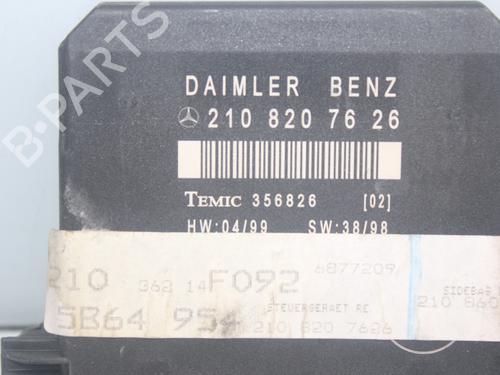 B-PARTS
DAIMLER BENZ
210 820 76 26
TEMIC 356826 [02]
HW:04/99 SW:38/98
210 362 14 F092 6877209
SIDEBAG
5B64 954 STEUERGERAET RE. 210 860
210 820 7626